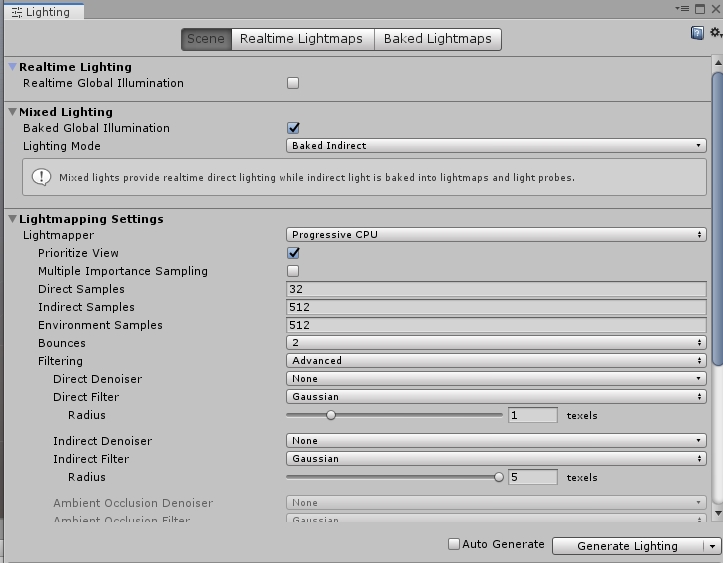 Lighting
Scene Realtime Lightmaps Baked Lightmaps
Realtime Lighting
Realtime Global Illumination
Mixed Lighting
Baked Global Illumination
Lighting Mode Baked Indirect
Mixed lights provide realtime direct lighting while indirect light is baked into lightmaps and light probes.
Lightmapping Settings
Lightmapper Progressive CPU
Prioritize View
Multiple Importance Sampling
Direct Samples 32
Indirect Samples 512
Environment Samples 512
Bounces 2
Filtering Advanced
Direct Denoiser None
Direct Filter Gaussian
Radius 1 texels
Indirect Denoiser None
Indirect Filter Gaussian
Radius 5 texels
Ambient Occlusion Denoiser None
Ambient Occlusion Filter Gaussian
Auto Generate Generate Lighting